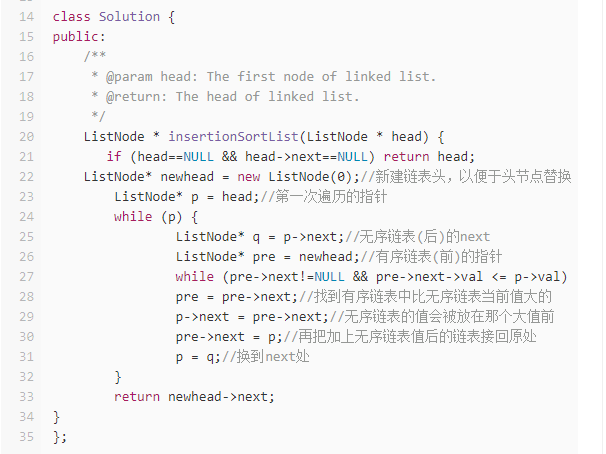 14 class Solution {
15 public:
16 /**
17 * @param head: The first node of linked list.
18 * @return: The head of linked list.
19 */
20 ListNode * insertionSortList(ListNode * head) {
21 if (head==NULL && head->next==NULL) return head;
22 ListNode* newhead = new ListNode(0);//新建链表头，以便于头节点替换
23 ListNode* p = head;//第一次遍历的指针
24 while (p) {
25 ListNode* q = p->next;//无序链表(后)的next
26 ListNode* pre = newhead;//有序链表(前)的指针
27 while (pre->next!=NULL && pre->next->val <= p->val)
28 pre = pre->next;//找到有序链表中比无序链表当前值大的
29 p->next = pre->next;//无序链表的值会被放在那个大值前
30 pre->next = p;//再把加上无序链表值后的链表接回原处
31 p = q;//换到next处
32 }
33 return newhead->next;
34 }
35 };